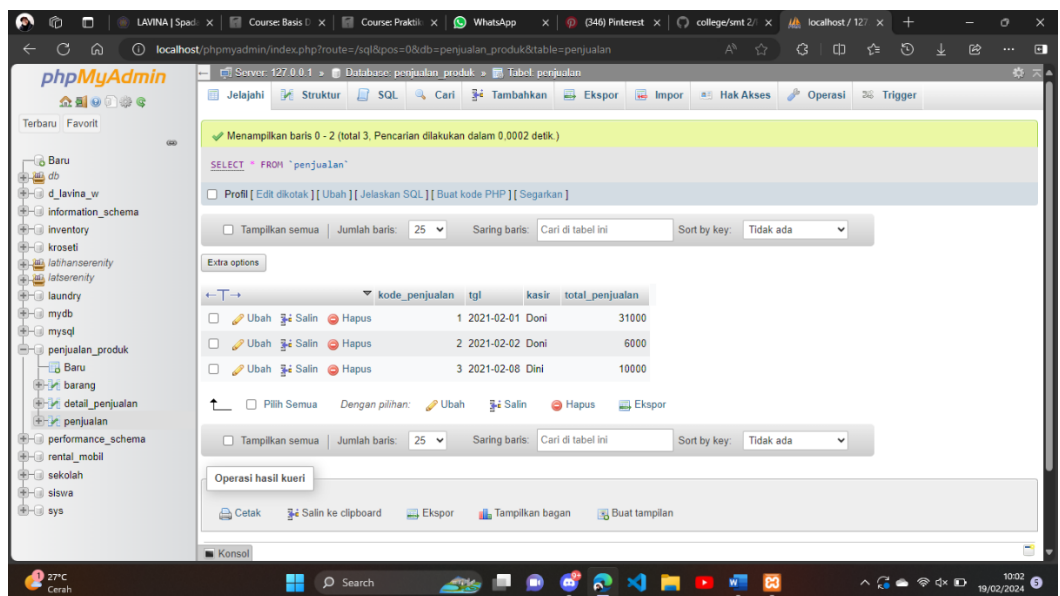 LAVINA | Spad
Course: Basis D
Course: Praktik
WhatsApp
(346) Pinterest
college/smt 2/
localhost / 127
localhost/phpmyadmin/index.php?route=/sql&pos=0&db=penjualan_produk&table=penjualan
phpMyAdmin
Terbaru Favorit
Baru
db
d_lavina_w
information_schema
inventory
kroseti
latihanserenity
latserenity
laundry
mydb
mysql
penjualan_produk
Baru
barang
detail_penjualan
penjualan
performance_schema
rental_mobil
sekolah
siswa
sys
Server: 127.0.0.1 » Database: penjualan_produk » Tabel: penjualan
Jelajahi Struktur SQL Cari Tambahkan Ekspor Impor Hak Akses Operasi Trigger
Menampilkan baris 0 - 2 (total 3, Pencarian dilakukan dalam 0,0002 detik.)
SELECT * FROM `penjualan`
Profil [ Edit dikotak ] [ Ubah ] [ Jelaskan SQL ] [ Buat kode PHP ] [ Segarkan ]
Tampilkan semua | Jumlah baris: 25 Saring baris: Cari di tabel ini Sort by key: Tidak ada
Extra options
←T→ kode_penjualan tgl kasir total_penjualan
Ubah Salin Hapus 1 2021-02-01 Doni 31000
Ubah Salin Hapus 2 2021-02-02 Doni 6000
Ubah Salin Hapus 3 2021-02-08 Dini 10000
Pilih Semua Dengan pilihan: Ubah Salin Hapus Ekspor
Tampilkan semua | Jumlah baris: 25 Saring baris: Cari di tabel ini Sort by key: Tidak ada
Operasi hasil kueri
Cetak Salin ke clipboard Ekspor Tampilkan bagan Buat tampilan
Konsol
1
27°C
Cerah
Search
10:02
19/02/2024
5